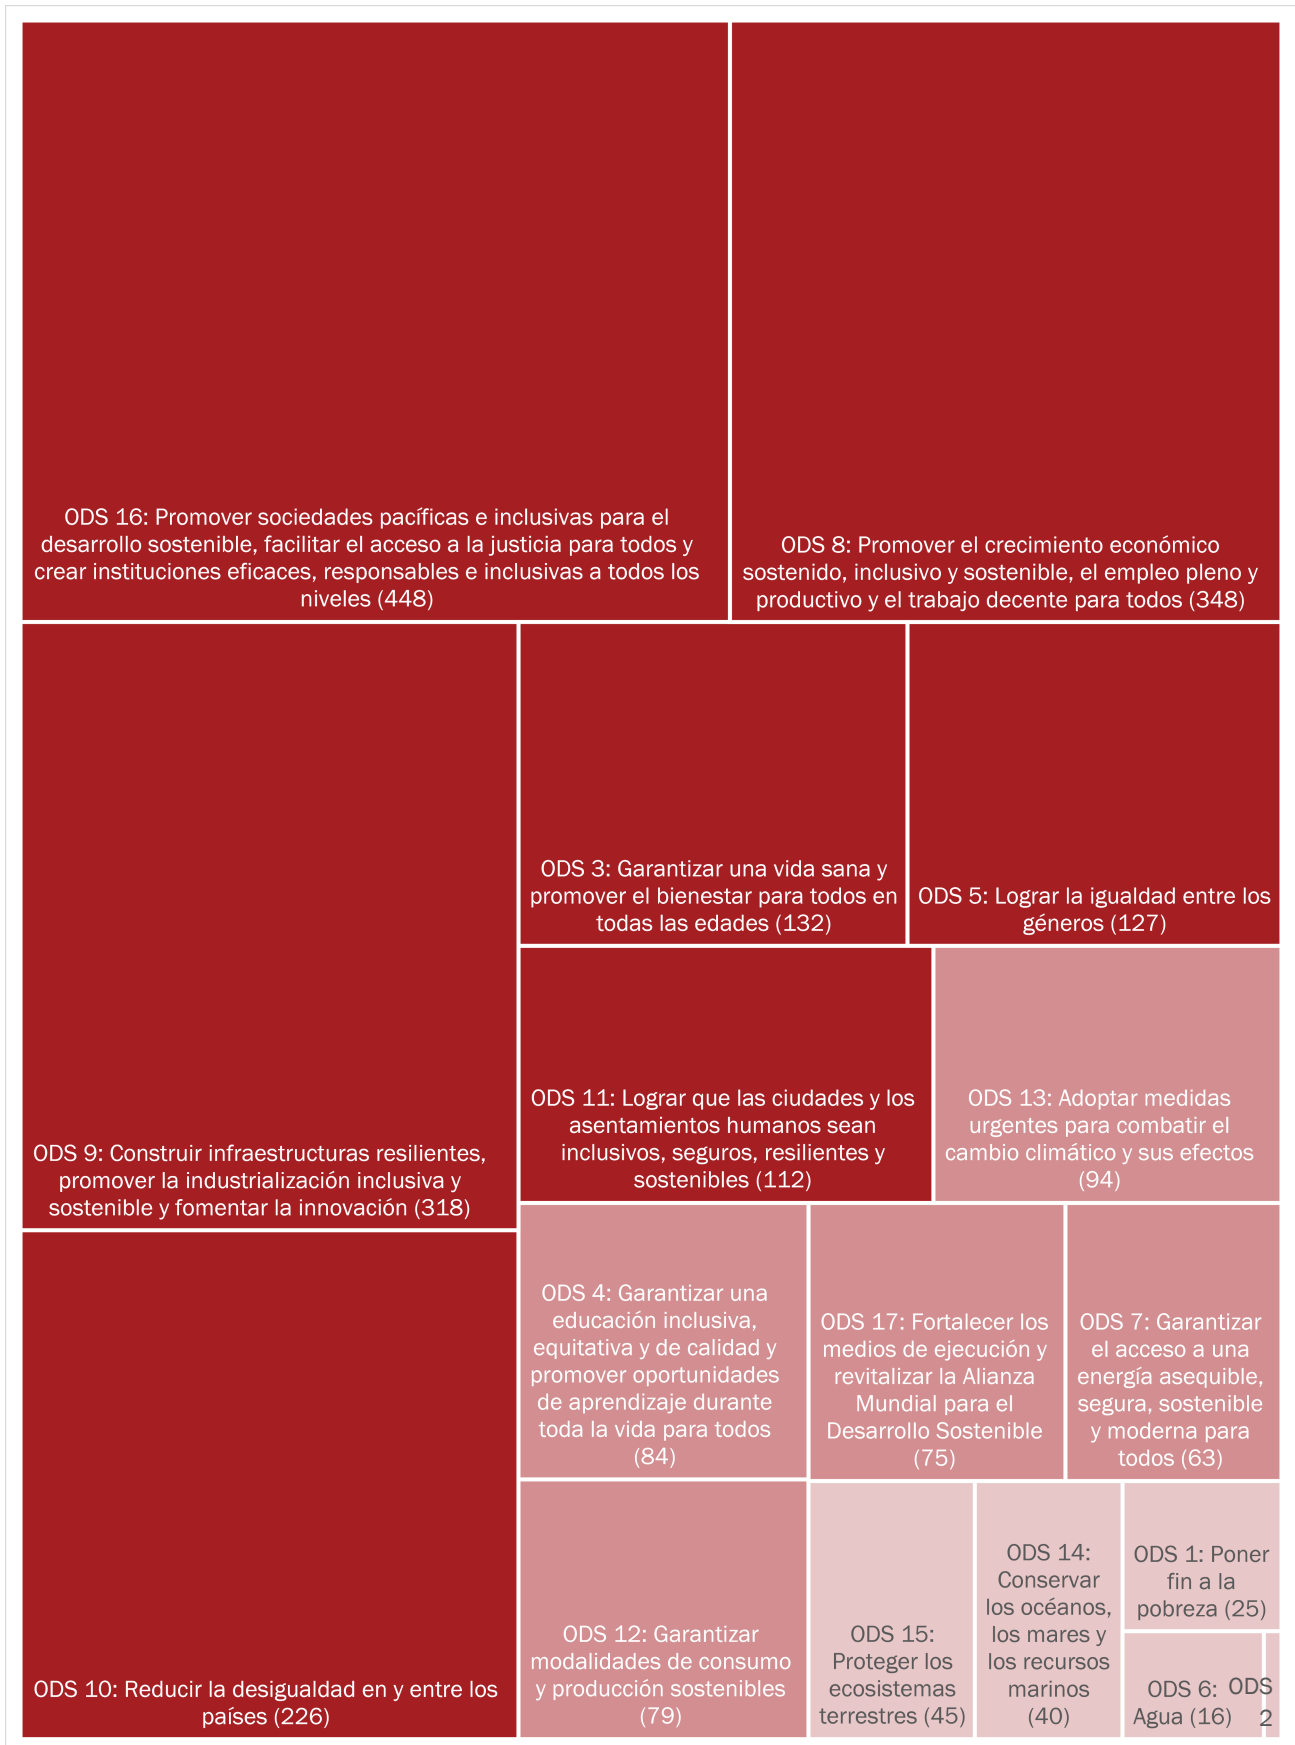 ODS 16: Promover sociedades pacíficas e inclusivas para el
desarrollo sostenible, facilitar el acceso a la justicia para todos y
crear instituciones eficaces, responsables e inclusivas a todos los
niveles (448)
ODS 8: Promover el crecimiento económico
sostenido, inclusivo y sostenible, el empleo pleno y
productivo y el trabajo decente para todos (348)
ODS 9: Construir infraestructuras resilientes,
promover la industrialización inclusiva y
sostenible y fomentar la innovación (318)
ODS 3: Garantizar una vida sana y
promover el bienestar para todos en
todas las edades (132)
ODS 5: Lograr la igualdad entre los
géneros (127)
ODS 11: Lograr que las ciudades y los
asentamientos humanos sean
inclusivos, seguros, resilientes y
sostenibles (112)
ODS 13: Adoptar medidas
urgentes para combatir el
cambio climático y sus efectos
(94)
ODS 10: Reducir la desigualdad en y entre los
países (226)
ODS 4: Garantizar una
educación inclusiva,
equitativa y de calidad y
promover oportunidades
de aprendizaje durante
toda la vida para todos
(84)
ODS 17: Fortalecer los
medios de ejecución y
revitalizar la Alianza
Mundial para el
Desarrollo Sostenible
(75)
ODS 7: Garantizar
el acceso a una
energía asequible,
segura, sostenible
y moderna para
todos (63)
ODS 12: Garantizar
modalidades de consumo
y producción sostenibles
(79)
ODS 15:
Proteger los
ecosistemas
terrestres (45)
ODS 14:
Conservar
los océanos,
los mares y
los recursos
marinos
(40)
ODS 1: Poner
fin a la
pobreza (25)
ODS 6:
Agua (16)
ODS
2